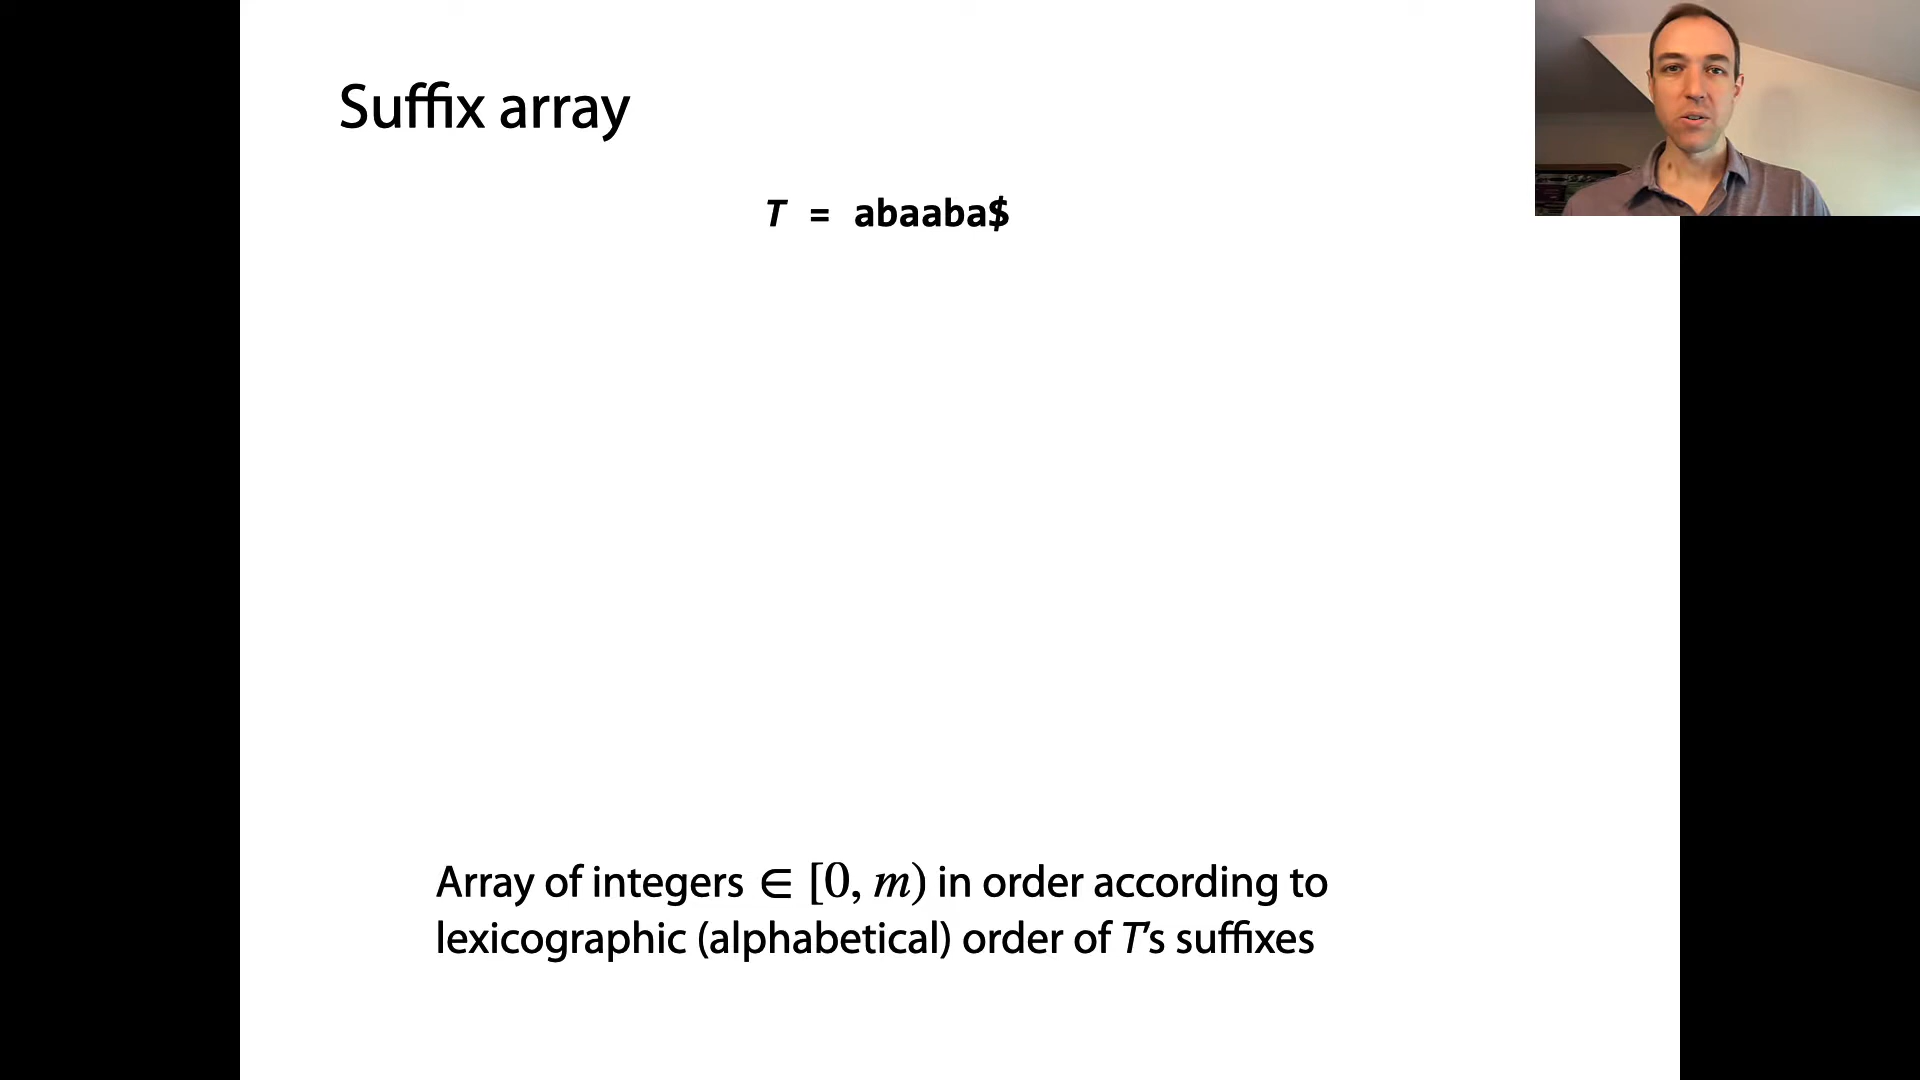 Suffix array
T = abaaba$
Array of integers ∈ [0, m) in order according to
lexicographic (alphabetical) order of T's suffixes